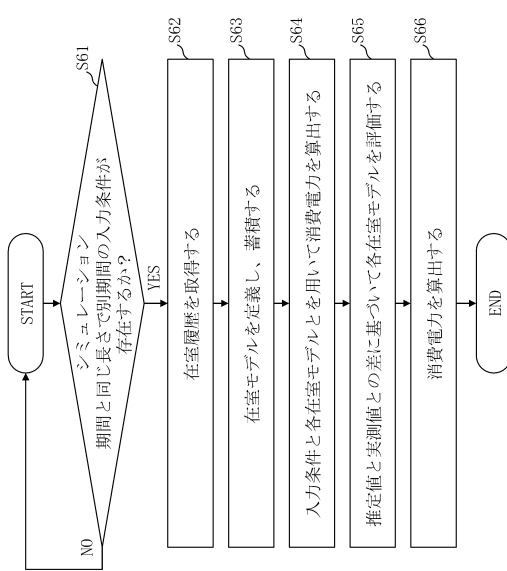 START
シミュレーション
期間と同じ長さで別期間の入力条件が
存在するか?
S61
NO
YES
在室履歴を取得する
S62
在室モデルを定義し、蓄積する
S63
入力条件と各在室モデルとを用いて消費電力を算出する
S64
推定値と実測値との差に基づいて各在室モデルを評価する
S65
消費電力を算出する
S66
END